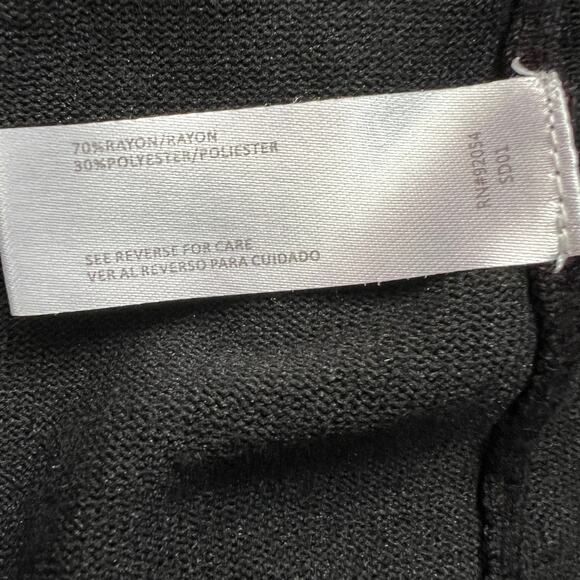 70%RAYON/RAYON
30%POLYESTER/POLIESTER
SEE REVERSE FOR CARE
VER AL REVERSO PARA CUIDADO
RN#92054
SD01